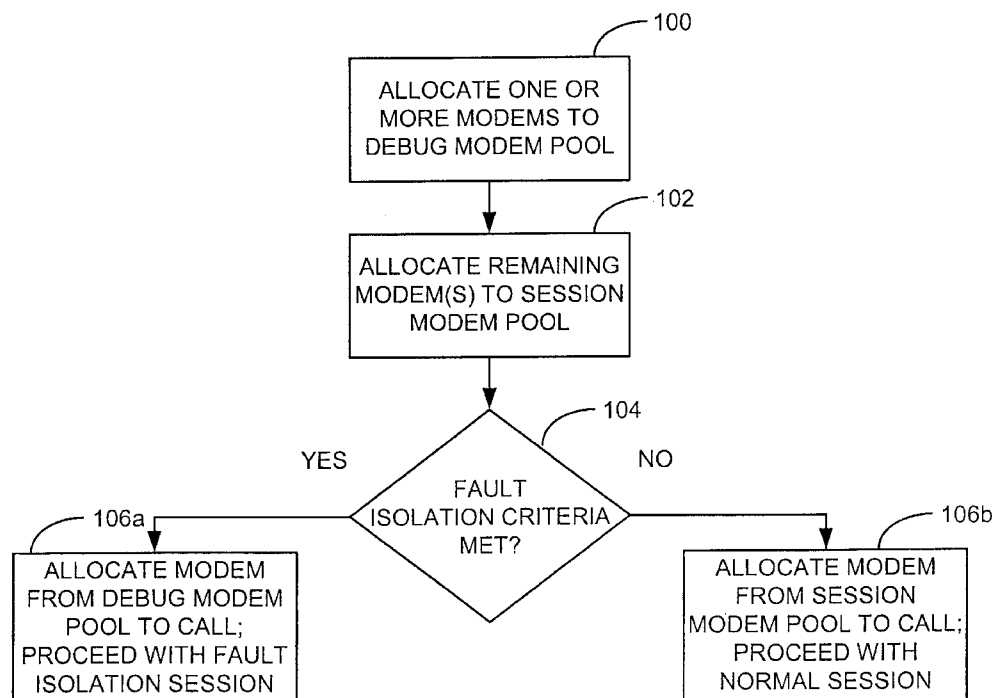 100
ALLOCATE ONE OR
MORE MODEMS TO
DEBUG MODEM POOL
102
ALLOCATE REMAINING
MODEM(S) TO SESSION
MODEM POOL
104
YES
NO
FAULT
ISOLATION CRITERIA
MET?
106a
ALLOCATE MODEM
FROM DEBUG MODEM
POOL TO CALL;
PROCEED WITH FAULT
ISOLATION SESSION
106b
ALLOCATE MODEM
FROM SESSION
MODEM POOL TO CALL;
PROCEED WITH
NORMAL SESSION